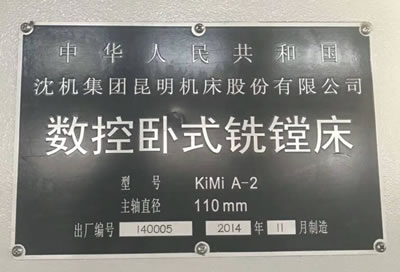 中华人民共和国
沈机集团昆明机床股份有限公司
数控卧式铣镗床
型 号 KiMi A-2
主轴直径 110mm
出厂编号 140005 2014 年 11 月制造